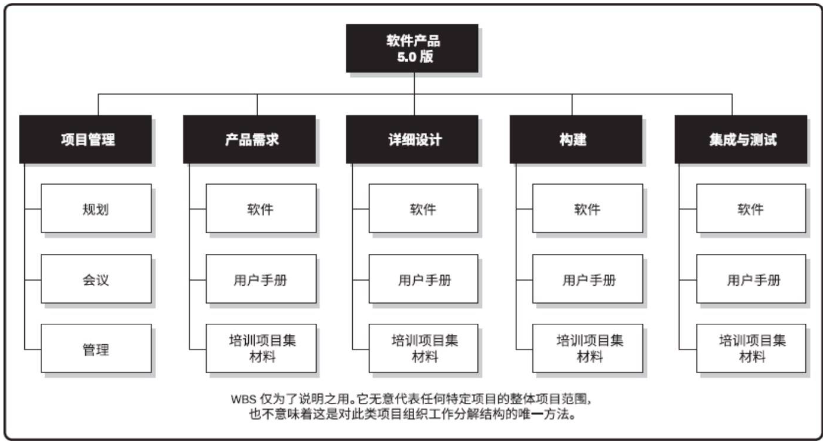 软件产品
5.0 版
项目管理
产品需求
详细设计
构建
集成与测试
规划
软件
软件
软件
软件
会议
用户手册
用户手册
用户手册
用户手册
管理
培训项目集
材料
培训项目集
材料
培训项目集
材料
培训项目集
材料
WBS 仅为了说明之用。它无意代表任何特定项目的整体项目范围,
也不意味着这是对此类项目组织工作分解结构的唯一方法。